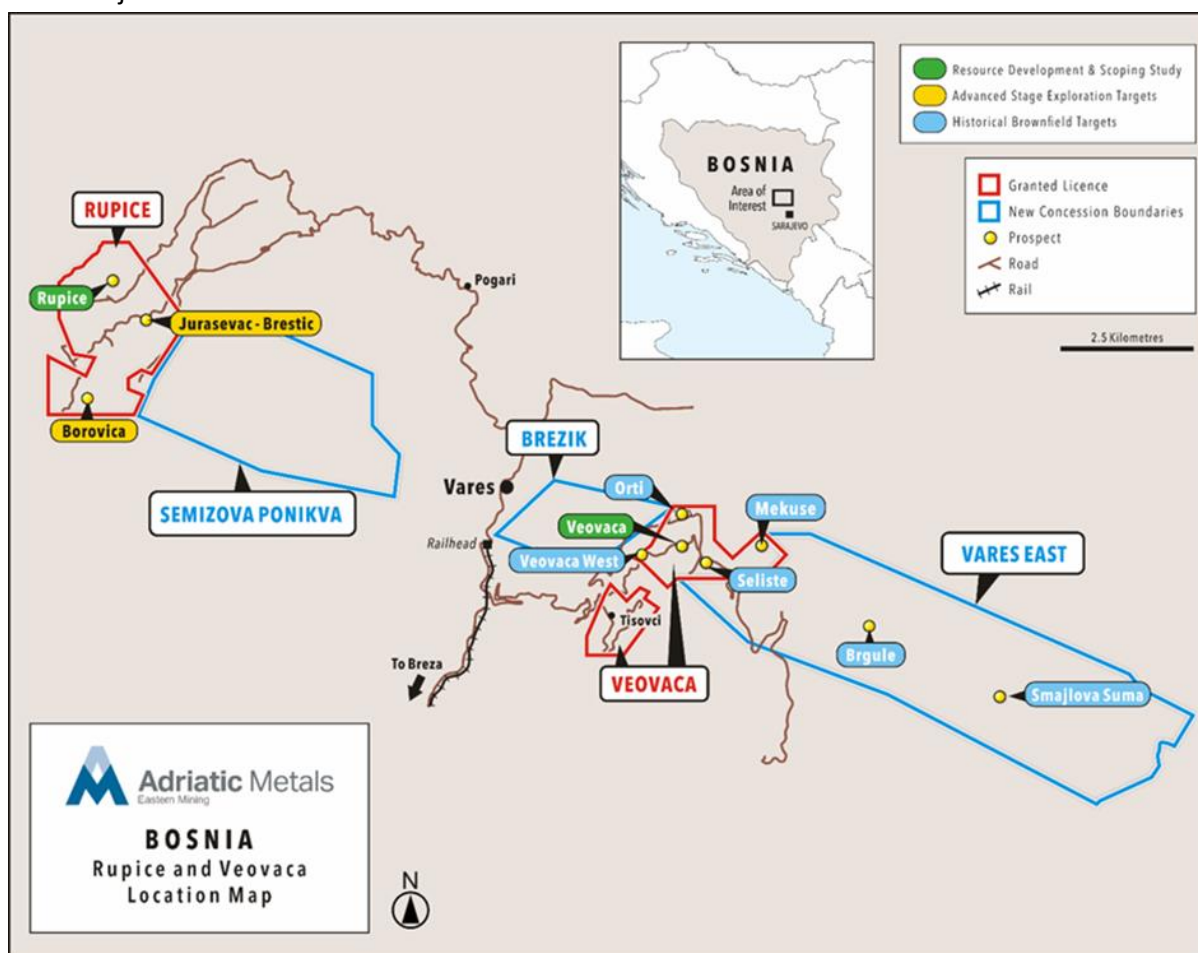 BOSNIA
Area of
Interest
SARAJEVO
Resource Development & Scoping Study
Advanced Stage Exploration Targets
Historical Brownfield Targets
Granted Licence
New Concession Boundaries
Prospect
Road
Rail
2.5 Kilometres
RUPICE
Rupice
Jurasevac - Brestic
Borovica
SEMIZOVA PONIKVA
Pogari
BREZIK
Vares
Railhead
Orti
Veovaca
Veovaca West
Mekuse
Seliste
VARES EAST
Tisovci
Brgule
VEOVACA
Smajlova Suma
To Breza
Adriatic Metals
Eastern Mining
BOSNIA
Rupice and Veovaca
Location Map
N